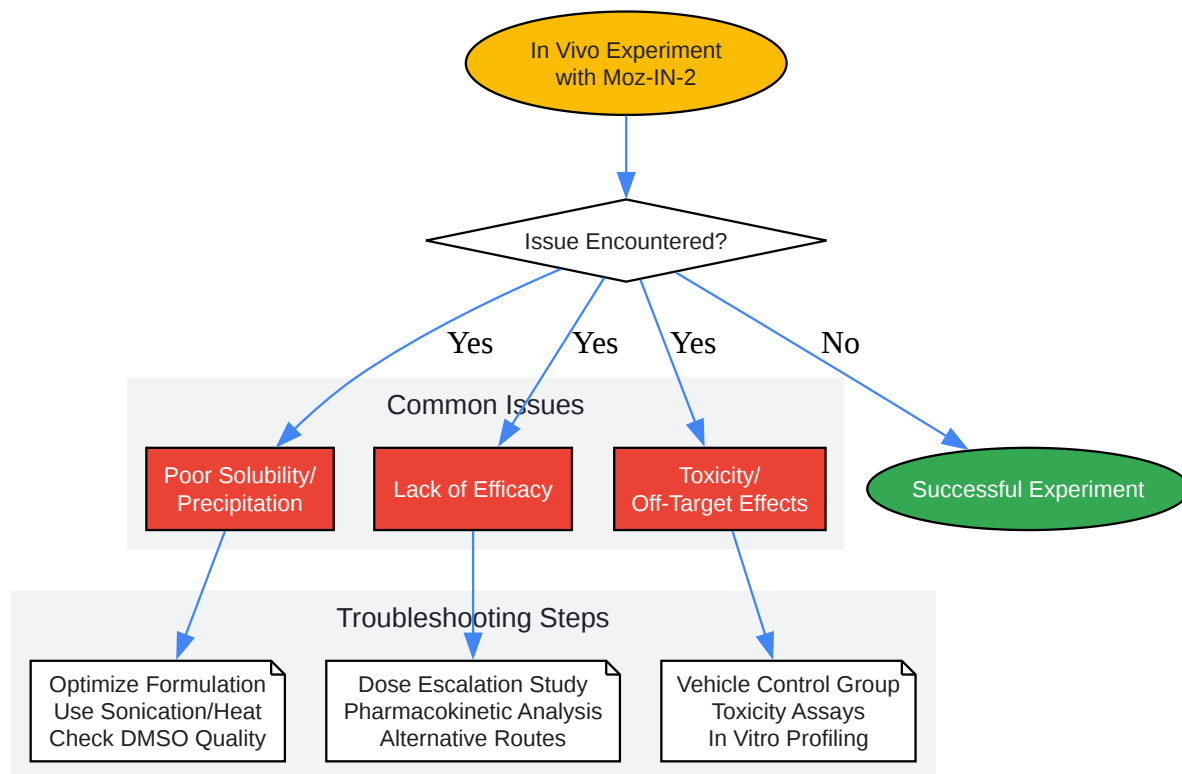 In Vivo Experiment
with Moz-IN-2
Issue Encountered?
Yes
Yes
Yes
No
Common Issues
Poor Solubility/
Precipitation
Lack of Efficacy
Toxicity/
Off-Target Effects
Successful Experiment
Troubleshooting Steps
Optimize Formulation
Use Sonication/Heat
Check DMSO Quality
Dose Escalation Study
Pharmacokinetic Analysis
Alternative Routes
Vehicle Control Group
Toxicity Assays
In Vitro Profiling